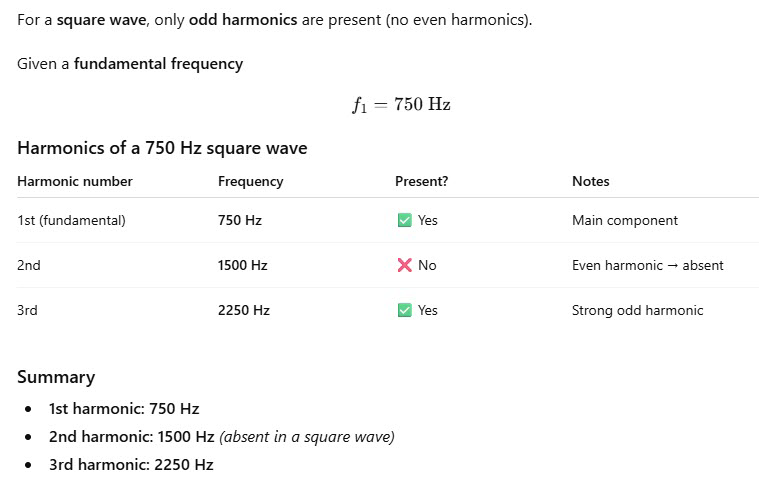 For a square wave, only odd harmonics are present (no even harmonics).
Given a fundamental frequency
f₁ = 750 Hz
Harmonics of a 750 Hz square wave
Harmonic number Frequency Present? Notes
1st (fundamental) 750 Hz ✅ Yes Main component
2nd 1500 Hz ❌ No Even harmonic → absent
3rd 2250 Hz ✅ Yes Strong odd harmonic
Summary
• 1st harmonic: 750 Hz
• 2nd harmonic: 1500 Hz (absent in a square wave)
• 3rd harmonic: 2250 Hz